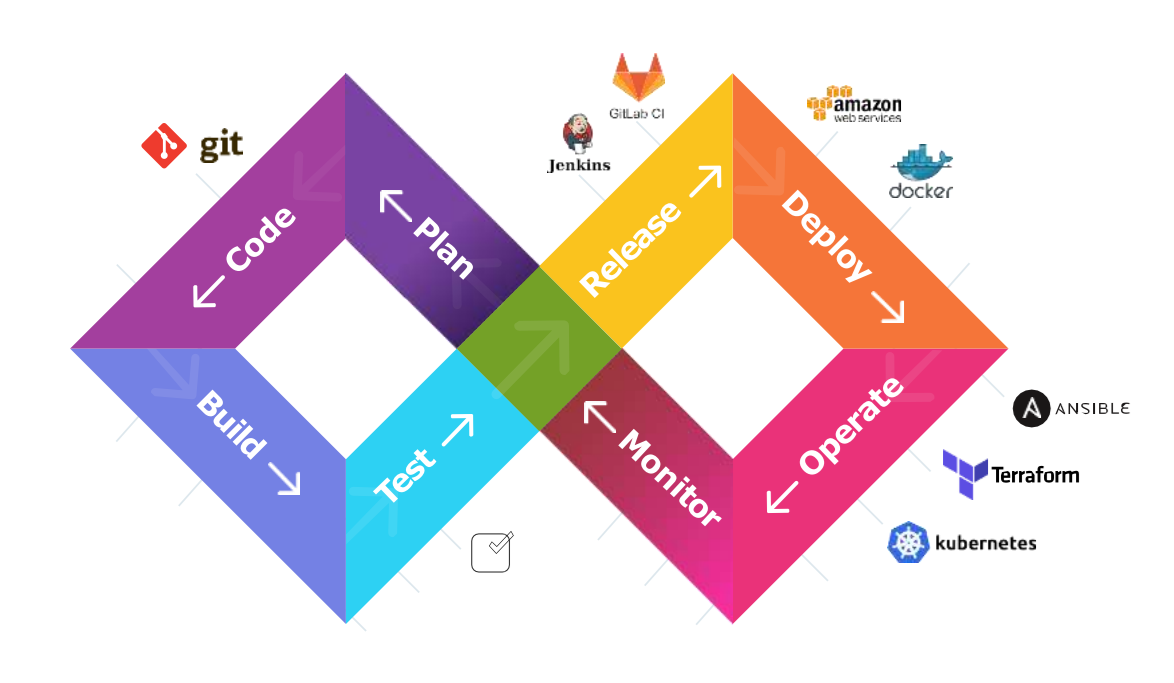 GitLab CI
amazon
web services
git
Jenkins
docker
Code
Plan
Release
Deploy
Build
Test
Monitor
Operate
A ANSIBLE
Terraform
kubernetes